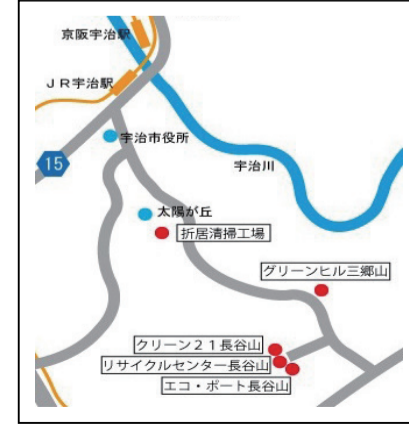 京阪宇治駅
JR宇治駅
宇治市役所
15
宇治川
太陽が丘
折居清掃工場
グリーンヒル三郷山
クリーン21長谷山
リサイクルセンター長谷山
エコ・ポート長谷山